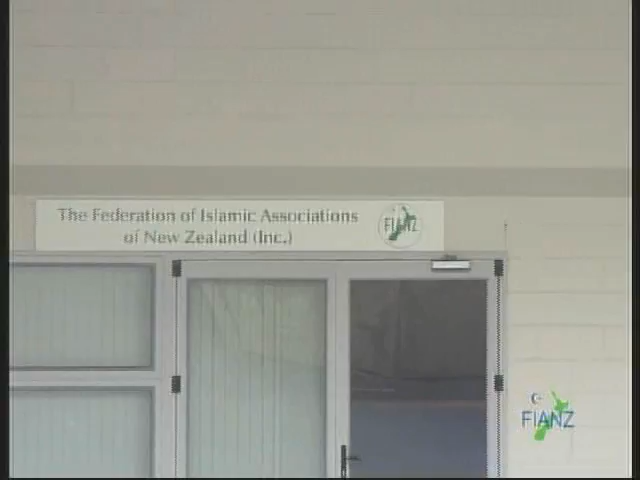 The Federation of Islamic Associations
of New Zealand (Inc.)
FIANZ
FIANZ